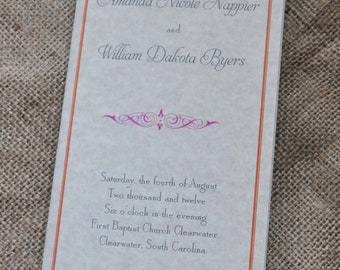 Amanda Nicole Nappier
and
William Dakota Byers
Saturday, the fourth of August
Two thousand and twelve
Six o clock in the evening
First Baptist Church Clearwater
Clearwater, South Carolina